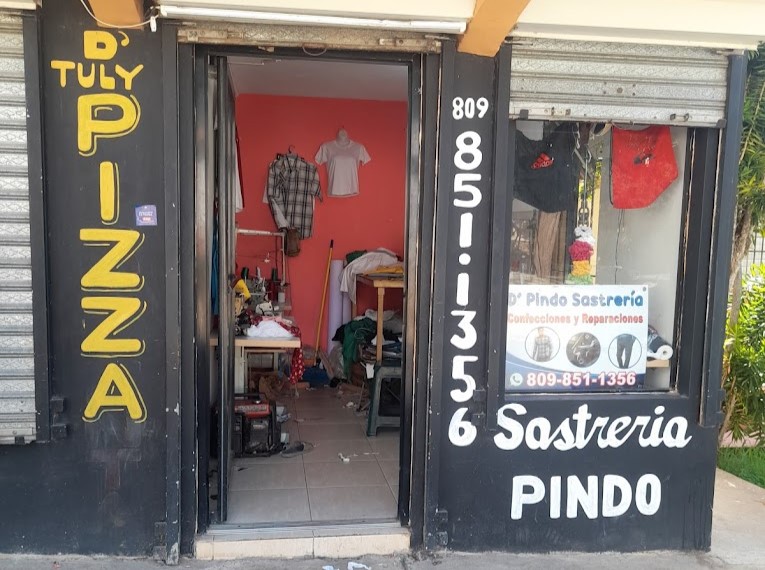 D'
TULY
PIZZA
809
851.1356
D' Pindo Sastrería
Confecciones y Reparaciones
809-851-1356
Sastreria
PINDO